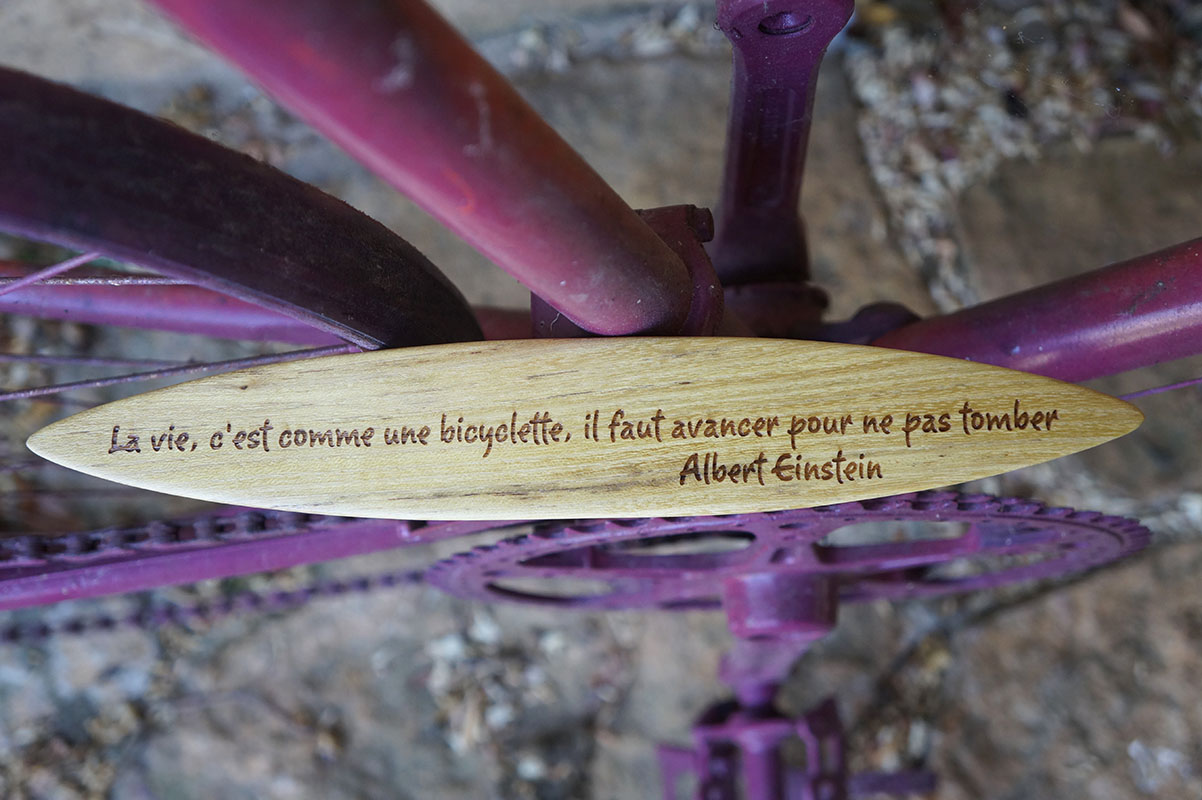 La vie, c'est comme une bicyclette, il faut avancer pour ne pas tomber
Albert Einstein